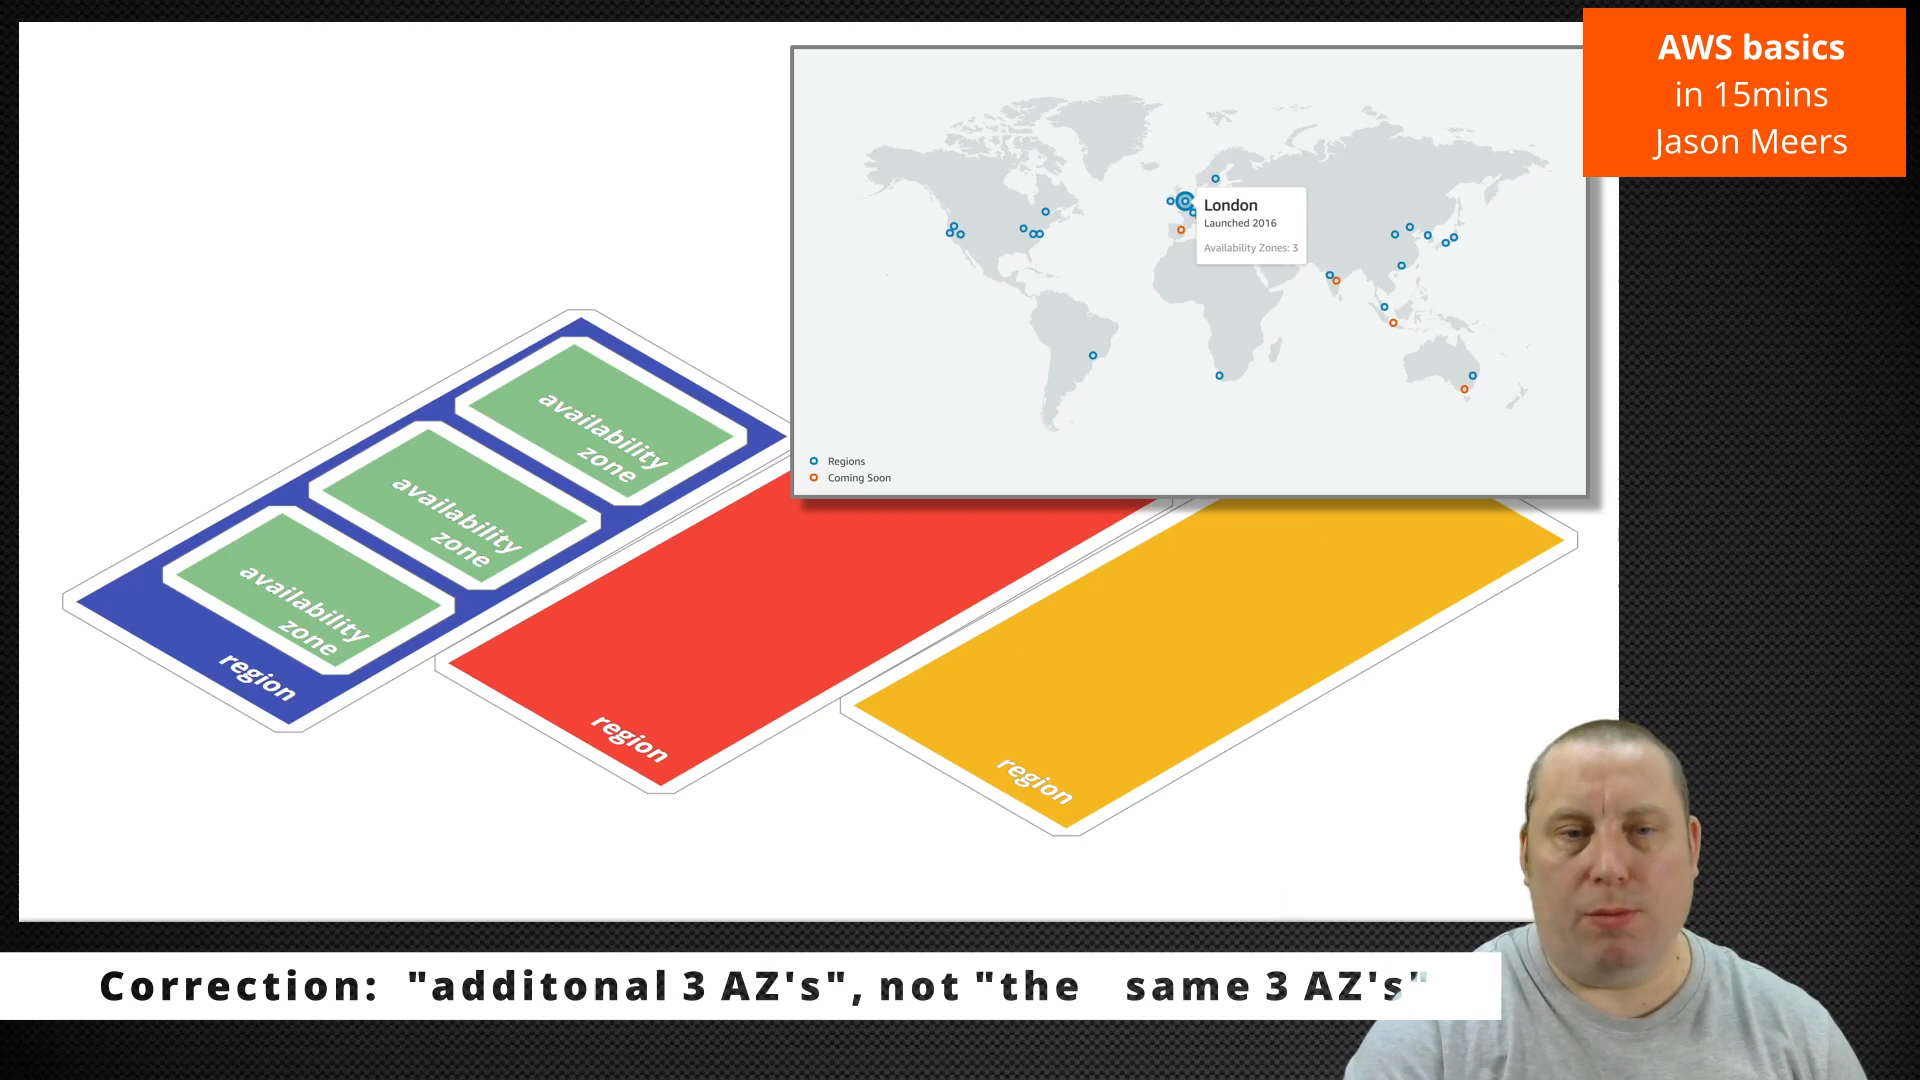 AWS basics
in 15mins
Jason Meers
London
Launched 2016
Availability Zones: 3
Regions
Coming Soon
availability
zone
availability
zone
availability
zone
region
region
region
Correction: "additonal 3 AZ's", not "the same 3 AZ's"